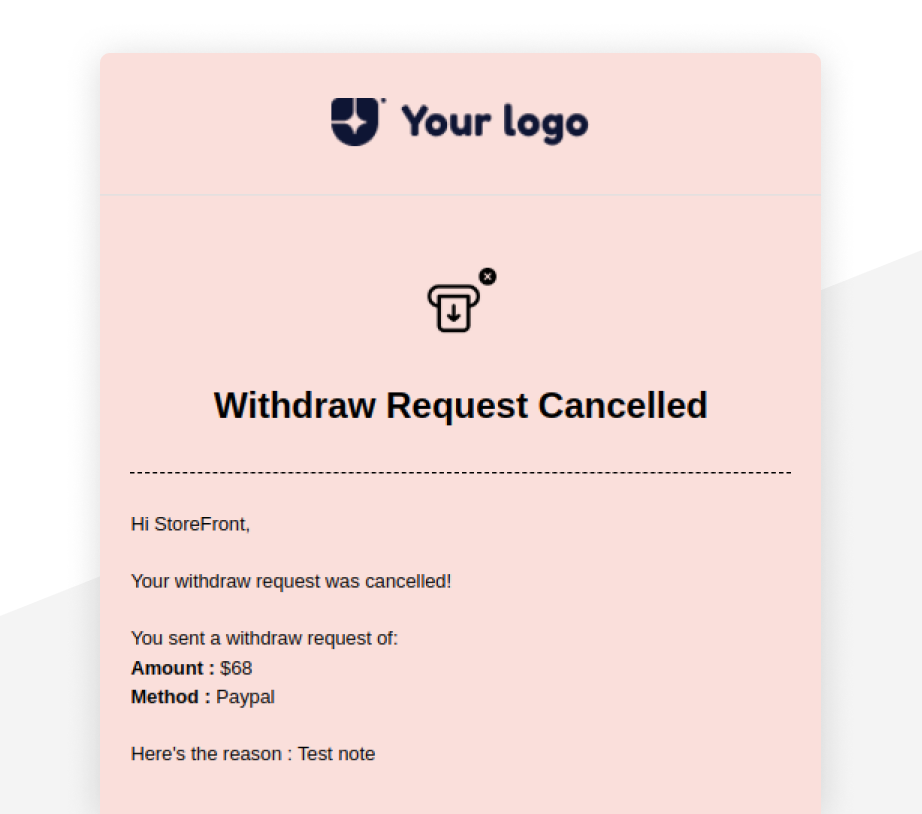 Your logo
Withdraw Request Cancelled
Hi StoreFront,
Your withdraw request was cancelled!
You sent a withdraw request of:
Amount : $68
Method : Paypal
Here's the reason : Test note